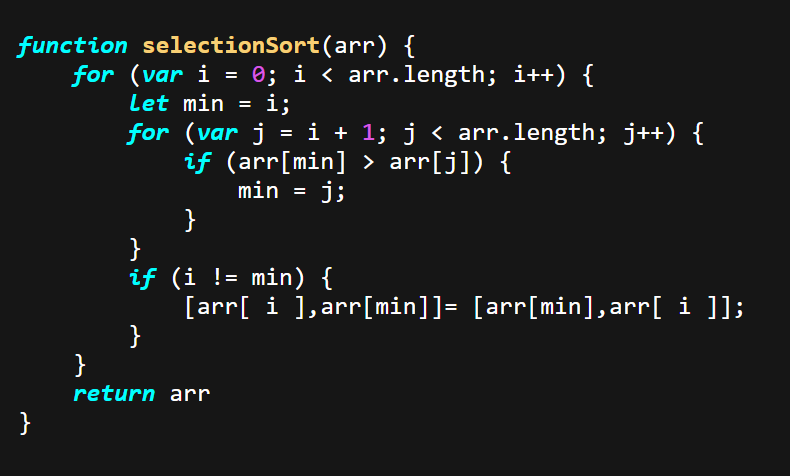 function selectionSort(arr) {
    for (var i = 0; i < arr.length; i++) {
        let min = i;
        for (var j = i + 1; j < arr.length; j++) {
            if (arr[min] > arr[j]) {
                min = j;
            }
        }
        if (i != min) {
            [arr[ i ],arr[min]]= [arr[min],arr[ i ]];
        }
    }
    return arr
}